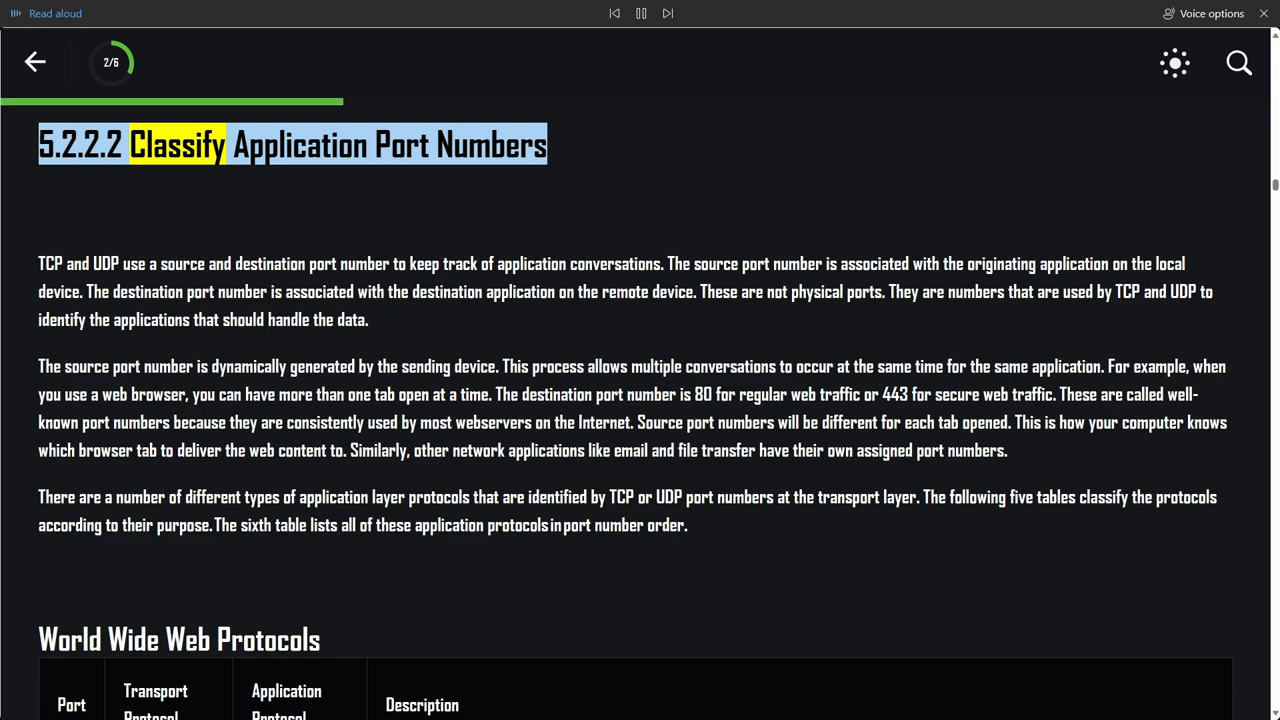 Read aloud
Voice options
2/6
5.2.2.2 Classify Application Port Numbers
TCP and UDP use a source and destination port number to keep track of application conversations. The source port number is associated with the originating application on the local
device. The destination port number is associated with the destination application on the remote device. These are not physical ports. They are numbers that are used by TCP and UDP to
identify the applications that should handle the data.
The source port number is dynamically generated by the sending device. This process allows multiple conversations to occur at the same time for the same application. For example, when
you use a web browser, you can have more than one tab open at a time. The destination port number is 80 for regular web traffic or 443 for secure web traffic. These are called well-
known port numbers because they are consistently used by most webservers on the Internet. Source port numbers will be different for each tab opened. This is how your computer knows
which browser tab to deliver the web content to. Similarly, other network applications like email and file transfer have their own assigned port numbers.
There are a number of different types of application layer protocols that are identified by TCP or UDP port numbers at the transport layer. The following five tables classify the protocols
according to their purpose. The sixth table lists all of these application protocols in port number order.
World Wide Web Protocols
Port
Transport
Protocol
Application
Protocol
Description